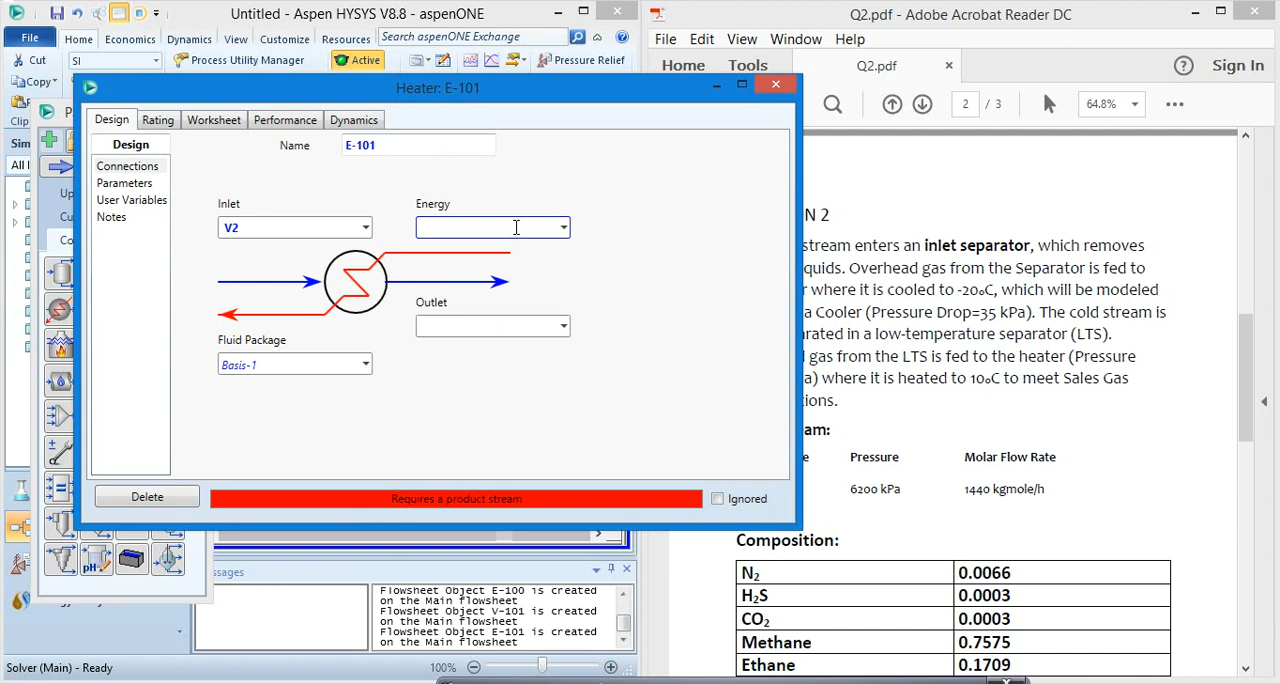 Untitled - Aspen HYSYS V8.8 - aspenONE
File Home Economics Dynamics View Customize Resources Search aspenONE Exchange
Cut SI Process Utility Manager Active Pressure Relief
Copy
Clip
Sim
All
Up
Cu
Co
Heater: E-101
Design Rating Worksheet Performance Dynamics
Design
Connections
Parameters
User Variables
Notes
Name E-101
Inlet Energy
V2
Outlet
Fluid Package
Basis-1
Delete Requires a product stream Ignored
pH
ssages
Flowsheet Object E-100 is created
on the Main flowsheet
Flowsheet Object V-101 is created
on the Main flowsheet
Flowsheet Object E-101 is created
on the Main flowsheet
Solver (Main) - Ready 100%
Q2.pdf - Adobe Acrobat Reader DC
File Edit View Window Help
Home Tools Q2.pdf × Sign In
2 / 3 64.8%
N 2
stream enters an inlet separator, which removes
quids. Overhead gas from the Separator is fed to
r where it is cooled to -20oC, which will be modeled
a Cooler (Pressure Drop=35 kPa). The cold stream is
arated in a low-temperature separator (LTS).
d gas from the LTS is fed to the heater (Pressure
a) where it is heated to 10oC to meet Sales Gas
tions.
am:
e Pressure Molar Flow Rate
6200 kPa 1440 kgmole/h
Composition:
N2 0.0066
H2S 0.0003
CO2 0.0003
Methane 0.7575
Ethane 0.1709